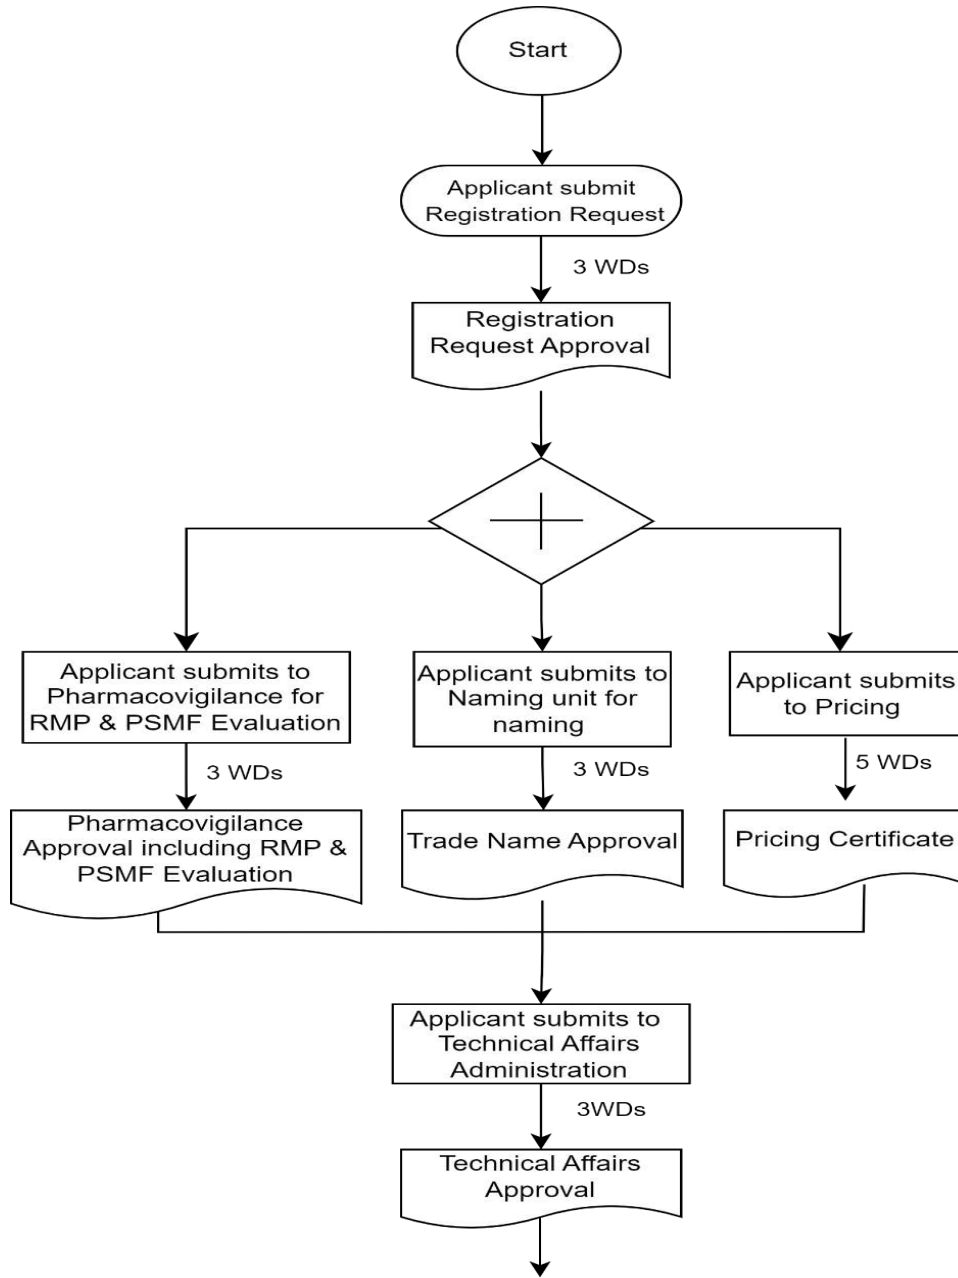 Start
Applicant submit
Registration Request
3 WDs
Registration
Request Approval
Applicant submits to
Pharmacovigilance for
RMP & PSMF Evaluation
Applicant submits to
Naming unit for
naming
Applicant submits
to Pricing
3 WDs
3 WDs
5 WDs
Pharmacovigilance
Approval including RMP &
PSMF Evaluation
Trade Name Approval
Pricing Certificate
Applicant submits to
Technical Affairs
Administration
3WDs
Technical Affairs
Approval